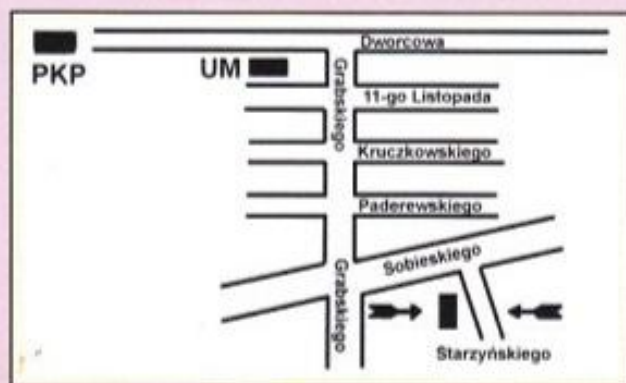 Dworcowa
PKP
UM
Grabskiego
11-go Listopada
Kruczkowskiego
Paderewskiego
Sobieskiego
Grabskiego
Starzyńskiego